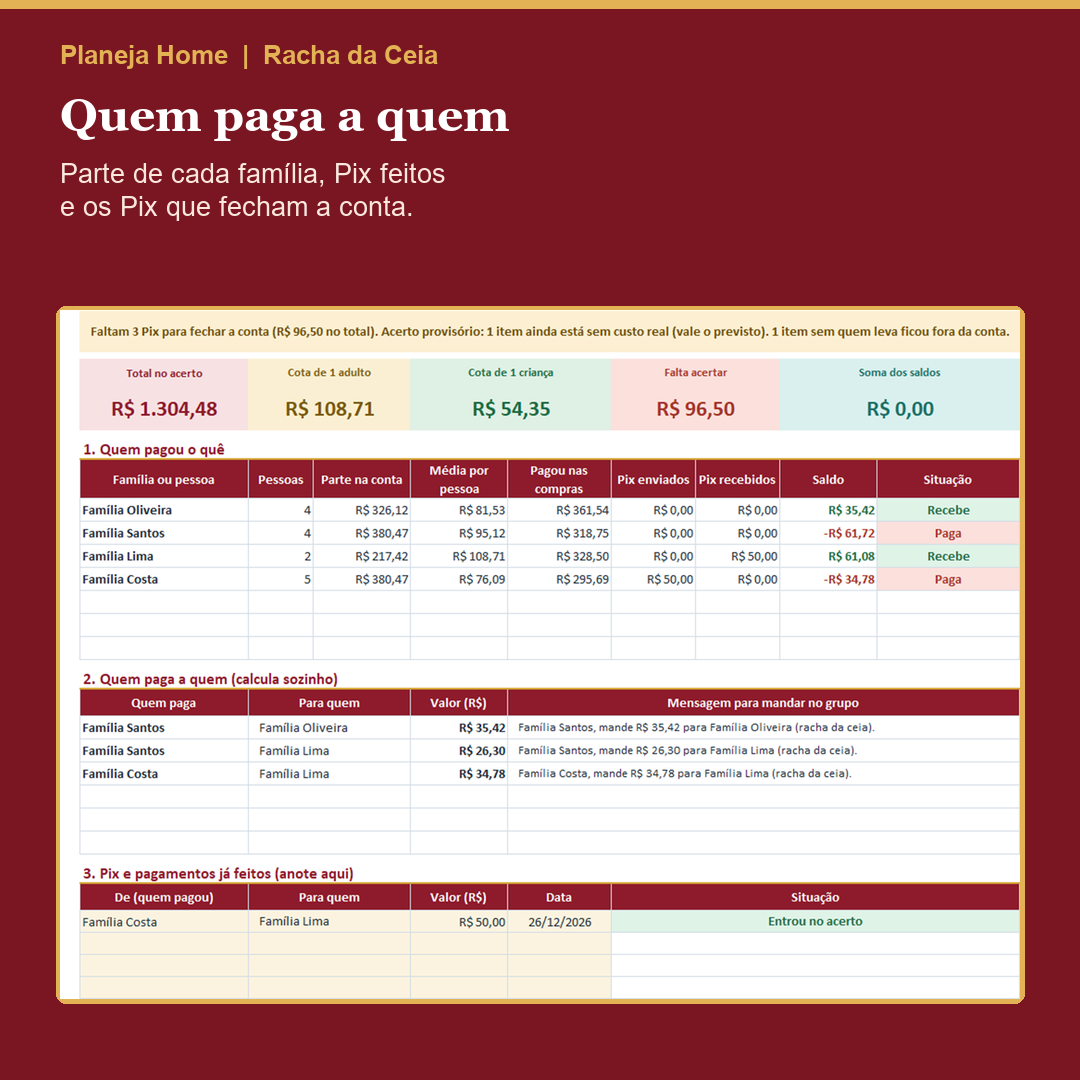 Planeja Home | Racha da Ceia
Quem paga a quem
Parte de cada família, Pix feitos
e os Pix que fecham a conta.
Faltam 3 Pix para fechar a conta (R$ 96,50 no total). Acerto provisório: 1 item ainda está sem custo real (vale o previsto). 1 item sem quem leva ficou fora da conta.
Total no acerto Cota de 1 adulto Cota de 1 criança Falta acertar Soma dos saldos
R$ 1.304,48 R$ 108,71 R$ 54,35 R$ 96,50 R$ 0,00
1. Quem pagou o quê
Família ou pessoa Pessoas Parte na conta Média por pessoa Pagou nas compras Pix enviados Pix recebidos Saldo Situação
Família Oliveira 4 R$ 326,12 R$ 81,53 R$ 361,54 R$ 0,00 R$ 0,00 R$ 35,42 Recebe
Família Santos 4 R$ 380,47 R$ 95,12 R$ 318,75 R$ 0,00 R$ 0,00 -R$ 61,72 Paga
Família Lima 2 R$ 217,42 R$ 108,71 R$ 328,50 R$ 0,00 R$ 50,00 R$ 61,08 Recebe
Família Costa 5 R$ 380,47 R$ 76,09 R$ 295,69 R$ 50,00 R$ 0,00 -R$ 34,78 Paga
2. Quem paga a quem (calcula sozinho)
Quem paga Para quem Valor (R$) Mensagem para mandar no grupo
Família Santos Família Oliveira R$ 35,42 Família Santos, mande R$ 35,42 para Família Oliveira (racha da ceia).
Família Santos Família Lima R$ 26,30 Família Santos, mande R$ 26,30 para Família Lima (racha da ceia).
Família Costa Família Lima R$ 34,78 Família Costa, mande R$ 34,78 para Família Lima (racha da ceia).
3. Pix e pagamentos já feitos (anote aqui)
De (quem pagou) Para quem Valor (R$) Data Situação
Família Costa Família Lima R$ 50,00 26/12/2026 Entrou no acerto